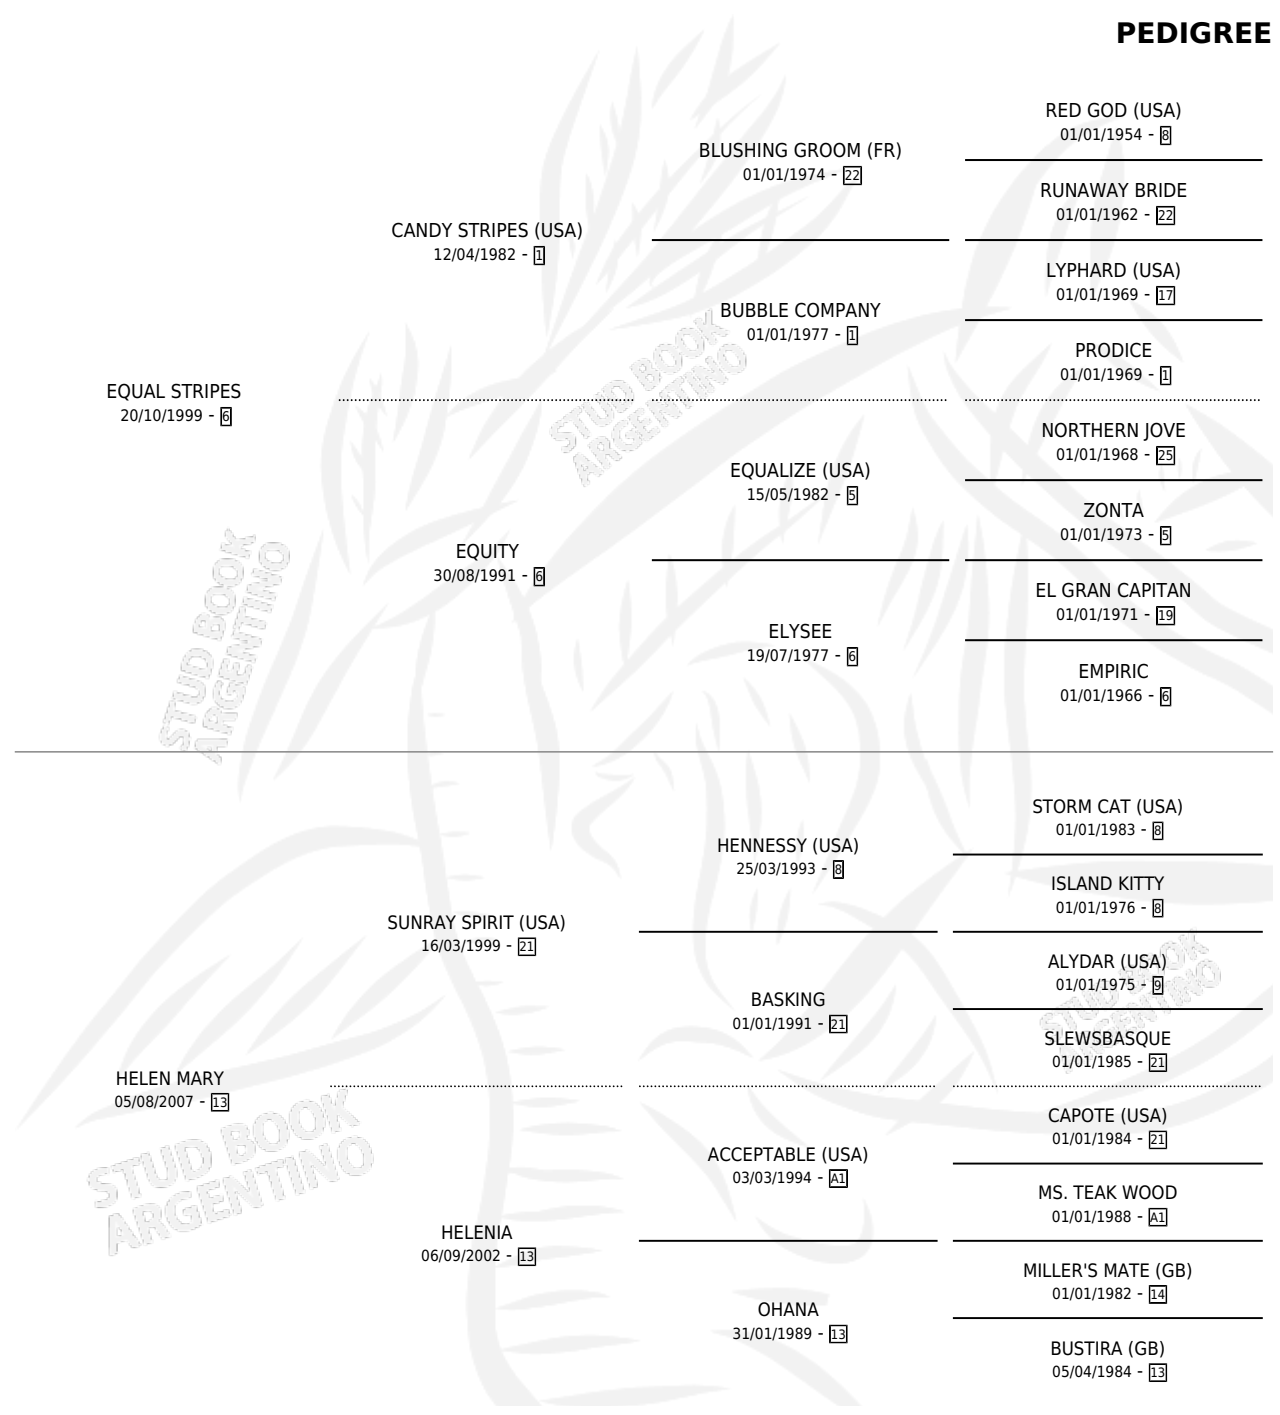 PEDIGREE
RED GOD (USA)
01/01/1954 - 8
BLUSHING GROOM (FR)
01/01/1974 - 22
RUNAWAY BRIDE
01/01/1962 - 22
CANDY STRIPES (USA)
12/04/1982 - 1
LYPHARD (USA)
01/01/1969 - 17
BUBBLE COMPANY
01/01/1977 - 1
PRODICE
01/01/1969 - 1
EQUAL STRIPES
20/10/1999 - 6
NORTHERN JOVE
01/01/1968 - 25
EQUALIZE (USA)
15/05/1982 - 5
ZONTA
01/01/1973 - 5
EQUITY
30/08/1991 - 6
EL GRAN CAPITAN
01/01/1971 - 19
ELYSEE
19/07/1977 - 6
EMPIRIC
01/01/1966 - 6
STORM CAT (USA)
01/01/1983 - 8
HENNESSY (USA)
25/03/1993 - 8
ISLAND KITTY
01/01/1976 - 8
SUNRAY SPIRIT (USA)
16/03/1999 - 21
ALYDAR (USA)
01/01/1975 - 9
BASKING
01/01/1991 - 21
SLEWSBASQUE
01/01/1985 - 21
HELEN MARY
05/08/2007 - 13
CAPOTE (USA)
01/01/1984 - 21
ACCEPTABLE (USA)
03/03/1994 - A1
MS. TEAK WOOD
01/01/1988 - A1
HELENIA
06/09/2002 - 13
MILLER'S MATE (GB)
01/01/1982 - 14
OHANA
31/01/1989 - 13
BUSTIRA (GB)
05/04/1984 - 13
STUD BOOK
ARGENTINO
STUD BOOK
ARGENTINO
STUD BOOK
ARGENTINO
STUD BOOK
ARGENTINO